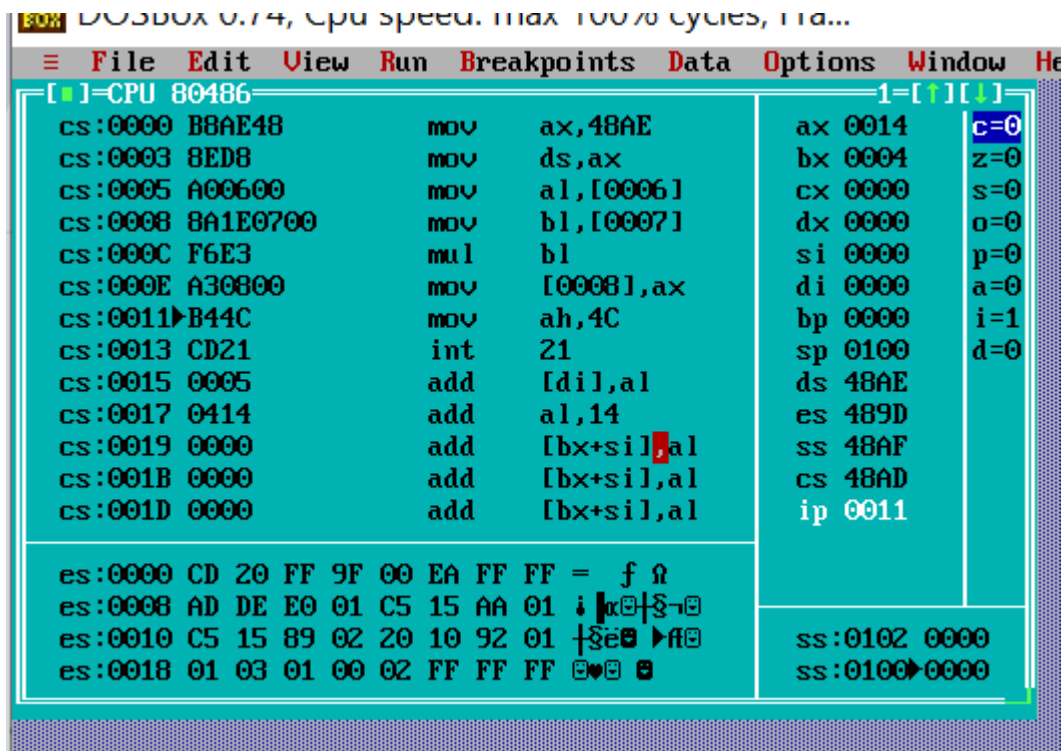 BOX DOSBox 0.74, Cpu speed: max 100% cycles, Fra...
≡ File Edit View Run Breakpoints Data Options Window He
[■]=CPU 80486 1=[↑][↓]
cs:0000 B8AE48 mov ax,48AE ax 0014 c=0
cs:0003 8ED8 mov ds,ax bx 0004 z=0
cs:0005 A00600 mov al,[0006] cx 0000 s=0
cs:0008 8A1E0700 mov bl,[0007] dx 0000 o=0
cs:000C F6E3 mul bl si 0000 p=0
cs:000E A30800 mov [0008],ax di 0000 a=0
cs:0011►B44C mov ah,4C bp 0000 i=1
cs:0013 CD21 int 21 sp 0100 d=0
cs:0015 0005 add [di],al ds 48AE
cs:0017 0414 add al,14 es 489D
cs:0019 0000 add [bx+si],al ss 48AF
cs:001B 0000 add [bx+si],al cs 48AD
cs:001D 0000 add [bx+si],al ip 0011
es:0000 CD 20 FF 9F 00 EA FF FF = ƒ Ω
es:0008 AD DE E0 01 C5 15 AA 01 ¡▐α☺┼§¬☺
es:0010 C5 15 89 02 20 10 92 01 ┼§ë☻ ►Æ☺ ss:0102 0000
es:0018 01 03 01 00 02 FF FF FF ☺♥☺ ☻ ss:0100►0000